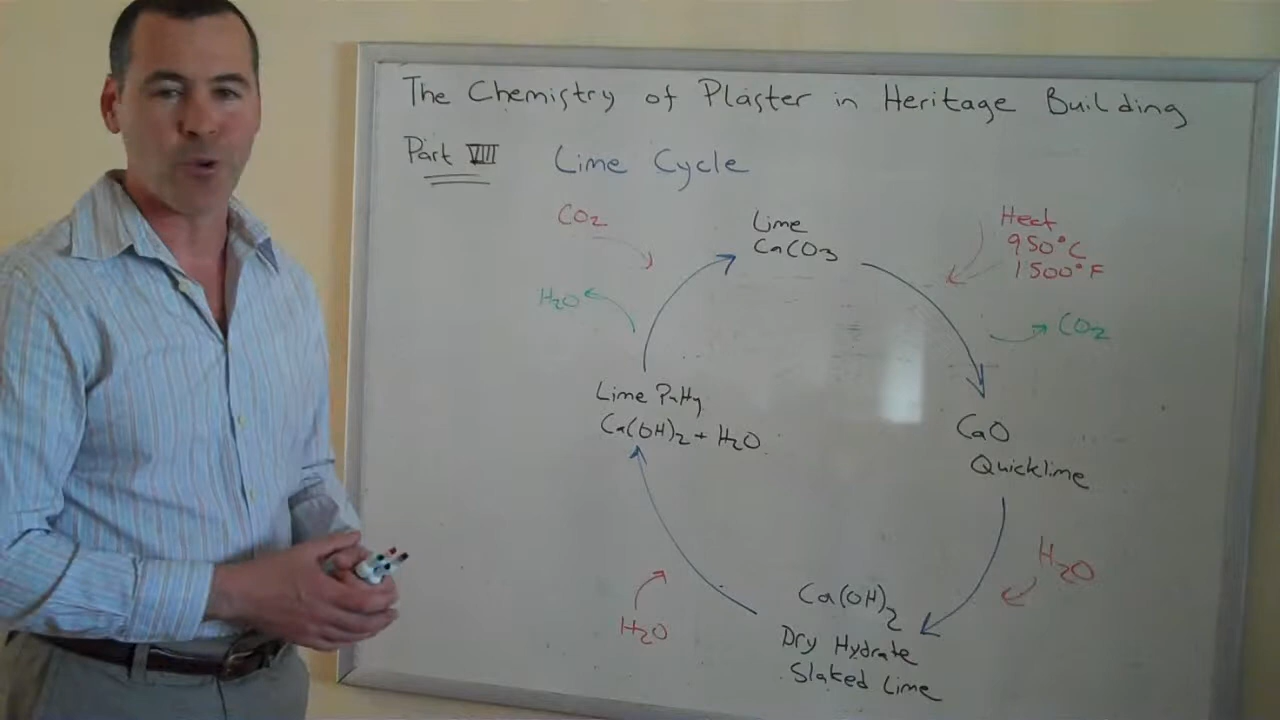 The Chemistry of Plaster in Heritage Building
Part VIII
Lime Cycle
Lime
CaCO3
Heat
950°C
1500°F
CO2
CaO
Quicklime
H2O
Ca(OH)2
Dry Hydrate
Slaked Lime
H2O
Lime Putty
Ca(OH)2 + H2O
H2O
CO2